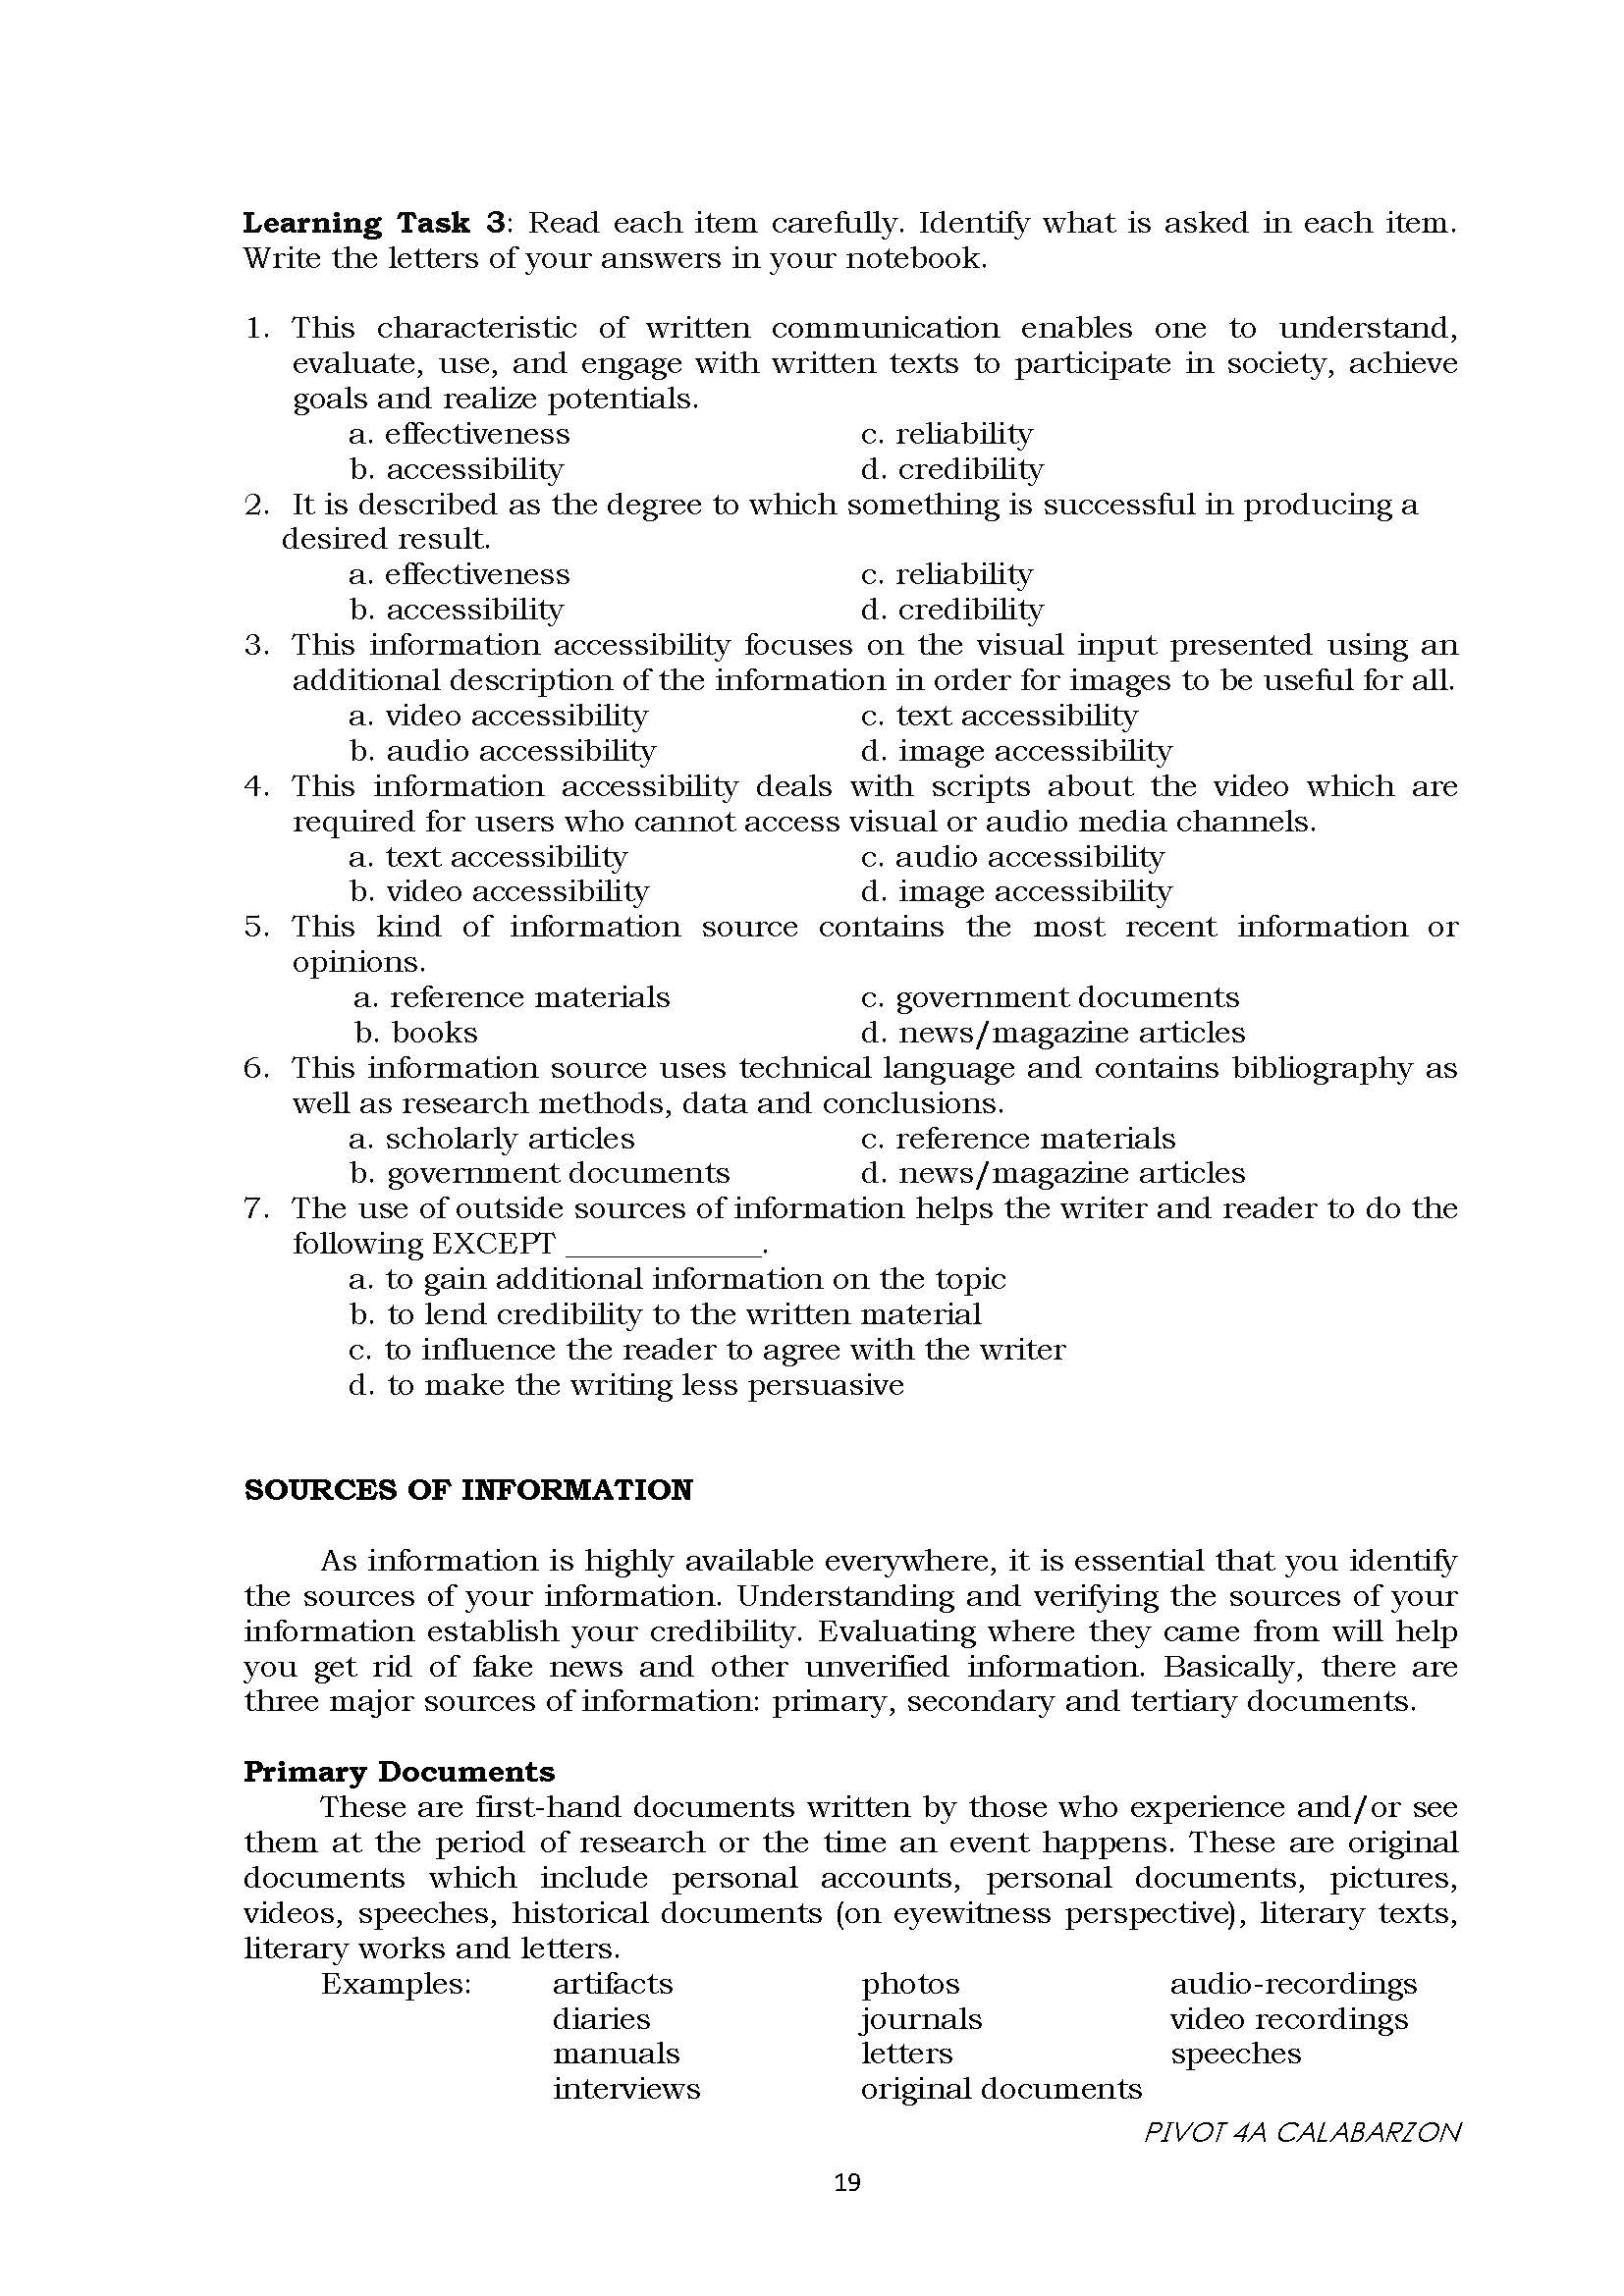 Learning Task 3: Read each item carefully. Identify what is asked in each item.
Write the letters of your answers in your notebook.
1. This characteristic of written communication enables one to understand,
evaluate, use, and engage with written texts to participate in society, achieve
goals and realize potentials.
a. effectiveness c. reliability
b. accessibility d. credibility
2. It is described as the degree to which something is successful in producing a
desired result.
a. effectiveness c. reliability
b. accessibility d. credibility
3. This information accessibility focuses on the visual input presented using an
additional description of the information in order for images to be useful for all.
a. video accessibility c. text accessibility
b. audio accessibility d. image accessibility
4. This information accessibility deals with scripts about the video which are
required for users who cannot access visual or audio media channels.
a. text accessibility c. audio accessibility
b. video accessibility d. image accessibility
5. This kind of information source contains the most recent information or
opinions.
a. reference materials c. government documents
b. books d. news/magazine articles
6. This information source uses technical language and contains bibliography as
well as research methods, data and conclusions.
a. scholarly articles c. reference materials
b. government documents d. news/magazine articles
7. The use of outside sources of information helps the writer and reader to do the
following EXCEPT ____________.
a. to gain additional information on the topic
b. to lend credibility to the written material
c. to influence the reader to agree with the writer
d. to make the writing less persuasive
SOURCES OF INFORMATION
As information is highly available everywhere, it is essential that you identify
the sources of your information. Understanding and verifying the sources of your
information establish your credibility. Evaluating where they came from will help
you get rid of fake news and other unverified information. Basically, there are
three major sources of information: primary, secondary and tertiary documents.
Primary Documents
These are first-hand documents written by those who experience and/or see
them at the period of research or the time an event happens. These are original
documents which include personal accounts, personal documents, pictures,
videos, speeches, historical documents (on eyewitness perspective), literary texts,
literary works and letters.
Examples: artifacts photos audio-recordings
diaries journals video recordings
manuals letters speeches
interviews original documents
PIVOT 4A CALABARZON
19